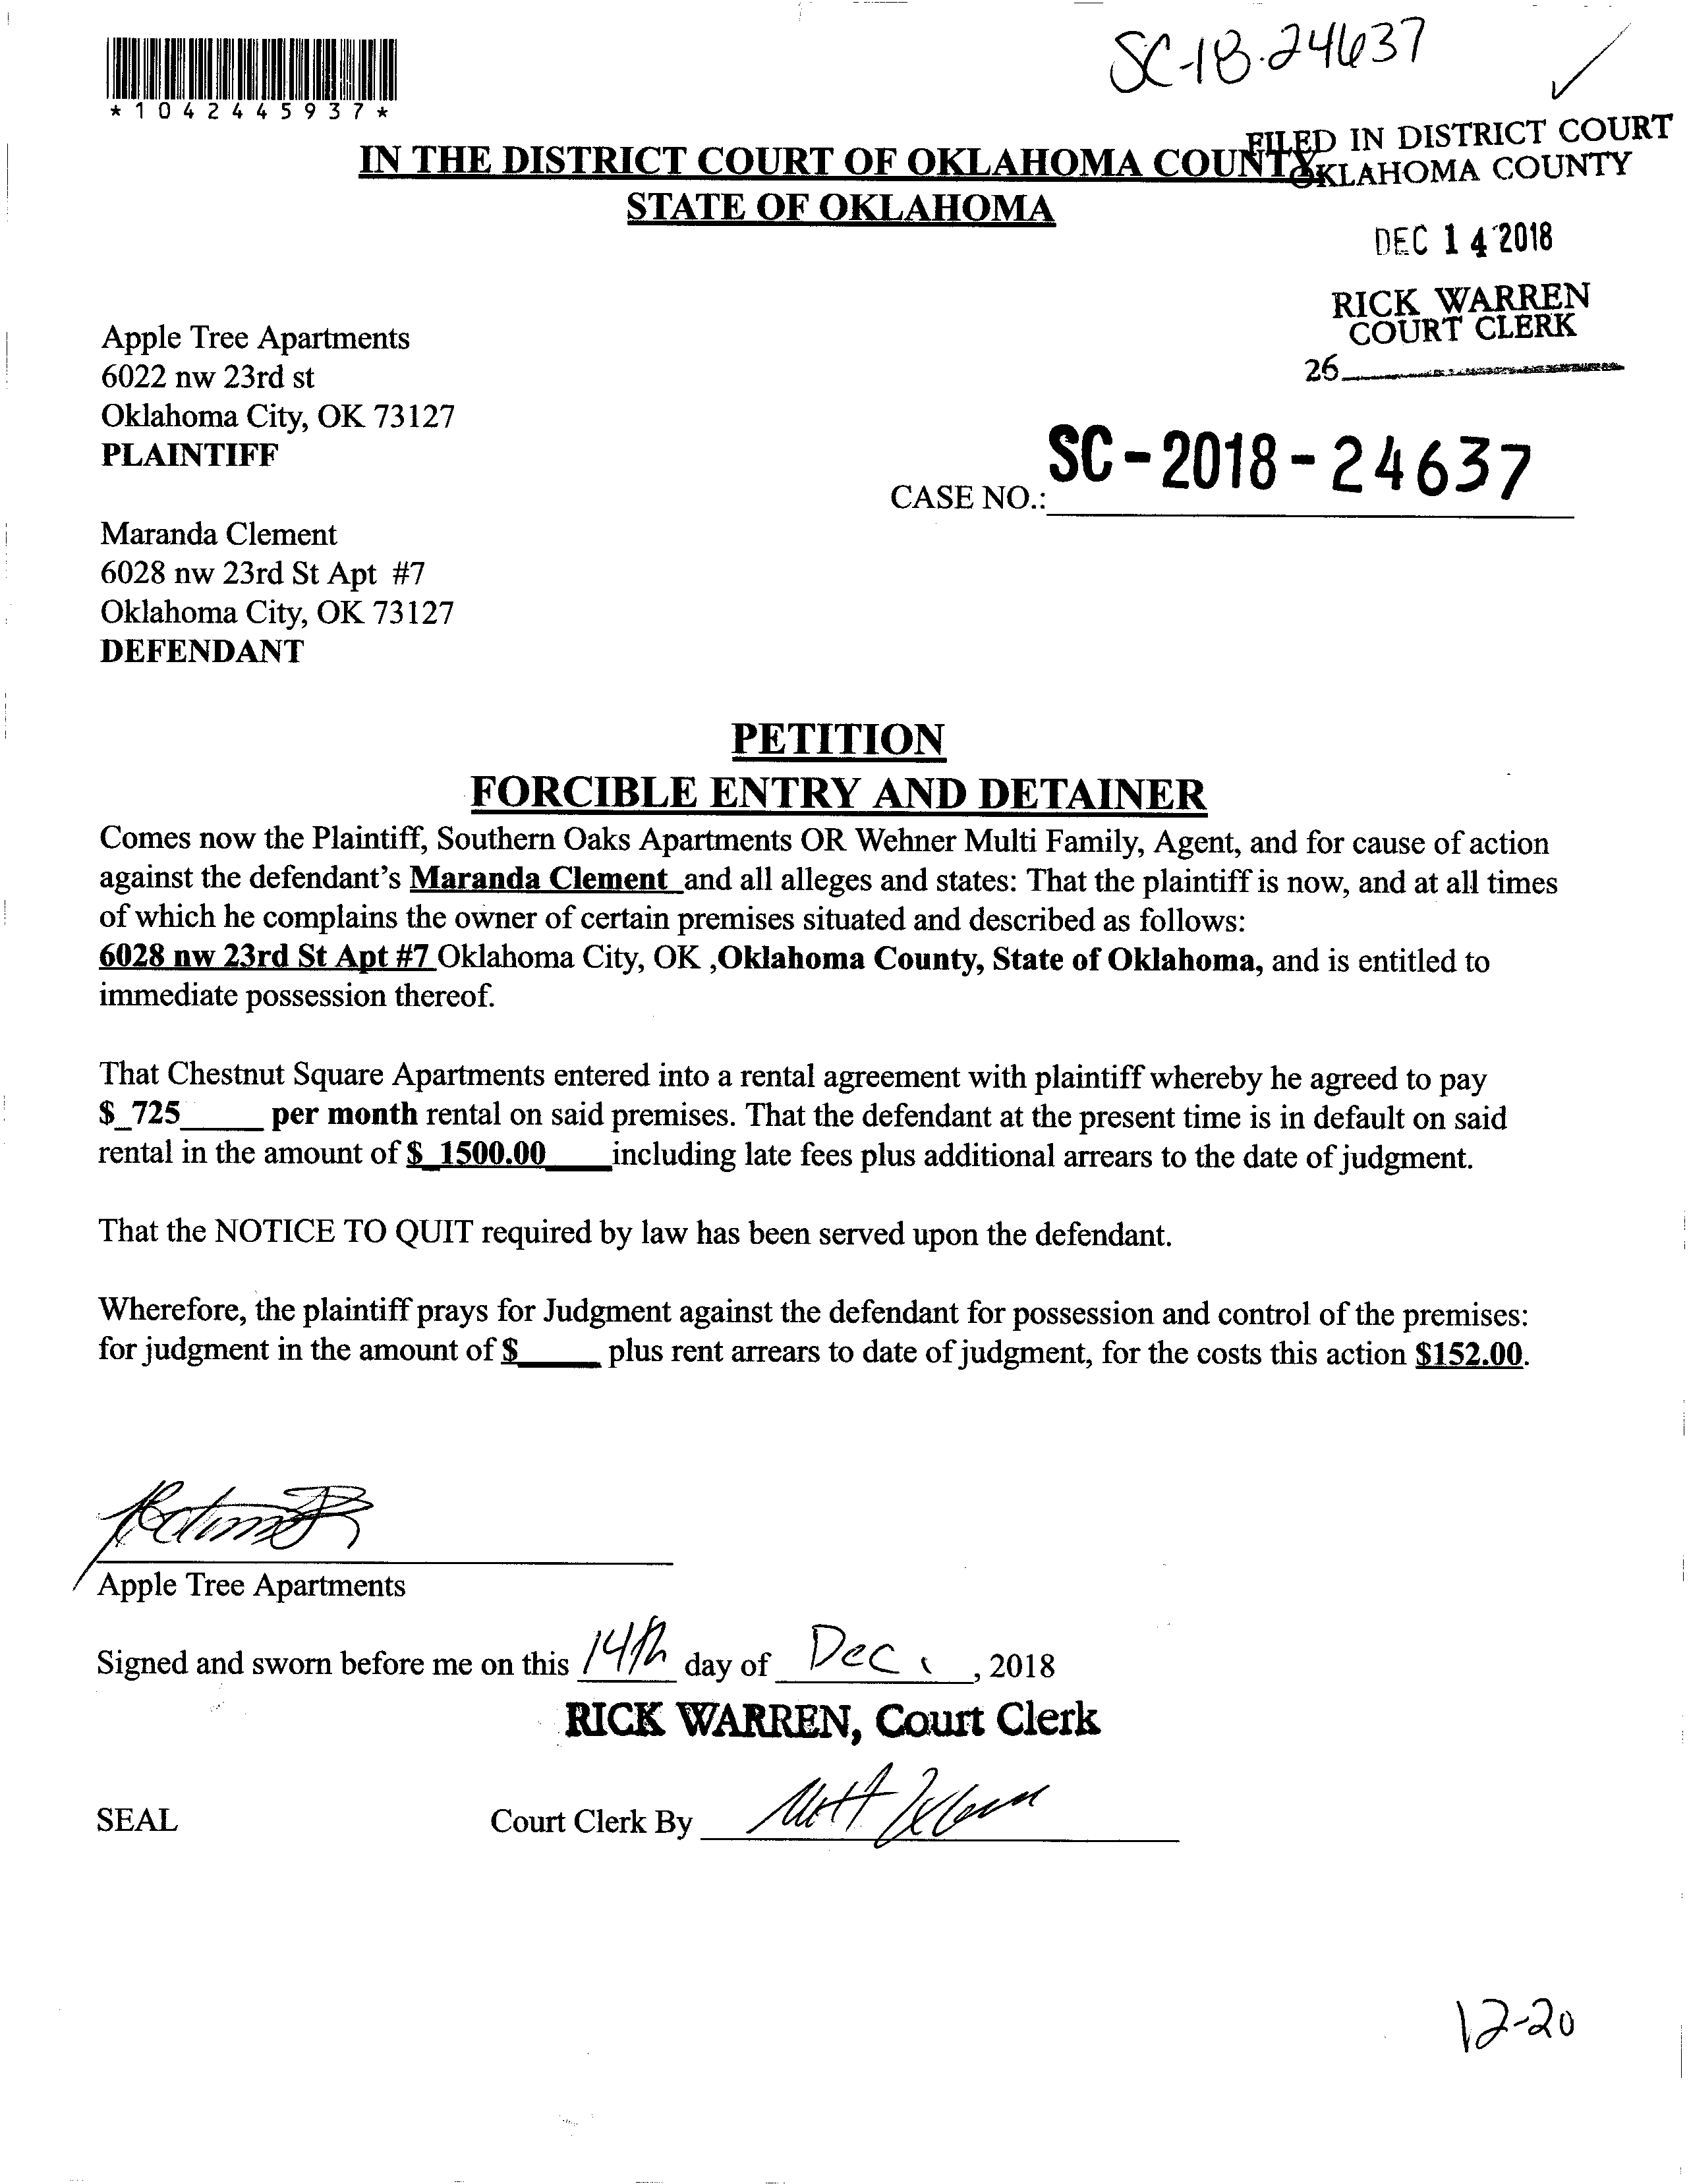 SC-18-24637
*1042445937*
FILED IN DISTRICT COURT
OKLAHOMA COUNTY
IN THE DISTRICT COURT OF OKLAHOMA COUNTY
STATE OF OKLAHOMA
DEC 14 2018
RICK WARREN
COURT CLERK
26
Apple Tree Apartments
6022 nw 23rd st
Oklahoma City, OK 73127
PLAINTIFF
CASE NO.: SC-2018-24637
Maranda Clement
6028 nw 23rd St Apt #7
Oklahoma City, OK 73127
DEFENDANT
PETITION
FORCIBLE ENTRY AND DETAINER
Comes now the Plaintiff, Southern Oaks Apartments OR Wehner Multi Family, Agent, and for cause of action
against the defendant's Maranda Clement and all alleges and states: That the plaintiff is now, and at all times
of which he complains the owner of certain premises situated and described as follows:
6028 nw 23rd St Apt #7 Oklahoma City, OK ,Oklahoma County, State of Oklahoma, and is entitled to
immediate possession thereof.
That Chestnut Square Apartments entered into a rental agreement with plaintiff whereby he agreed to pay
$_725_____ per month rental on said premises. That the defendant at the present time is in default on said
rental in the amount of $_1500.00____including late fees plus additional arrears to the date of judgment.
That the NOTICE TO QUIT required by law has been served upon the defendant.
Wherefore, the plaintiff prays for Judgment against the defendant for possession and control of the premises:
for judgment in the amount of $_____ plus rent arrears to date of judgment, for the costs this action $152.00.
Apple Tree Apartments
Signed and sworn before me on this 14th day of Dec, 2018
RICK WARREN, Court Clerk
SEAL Court Clerk By
12-20